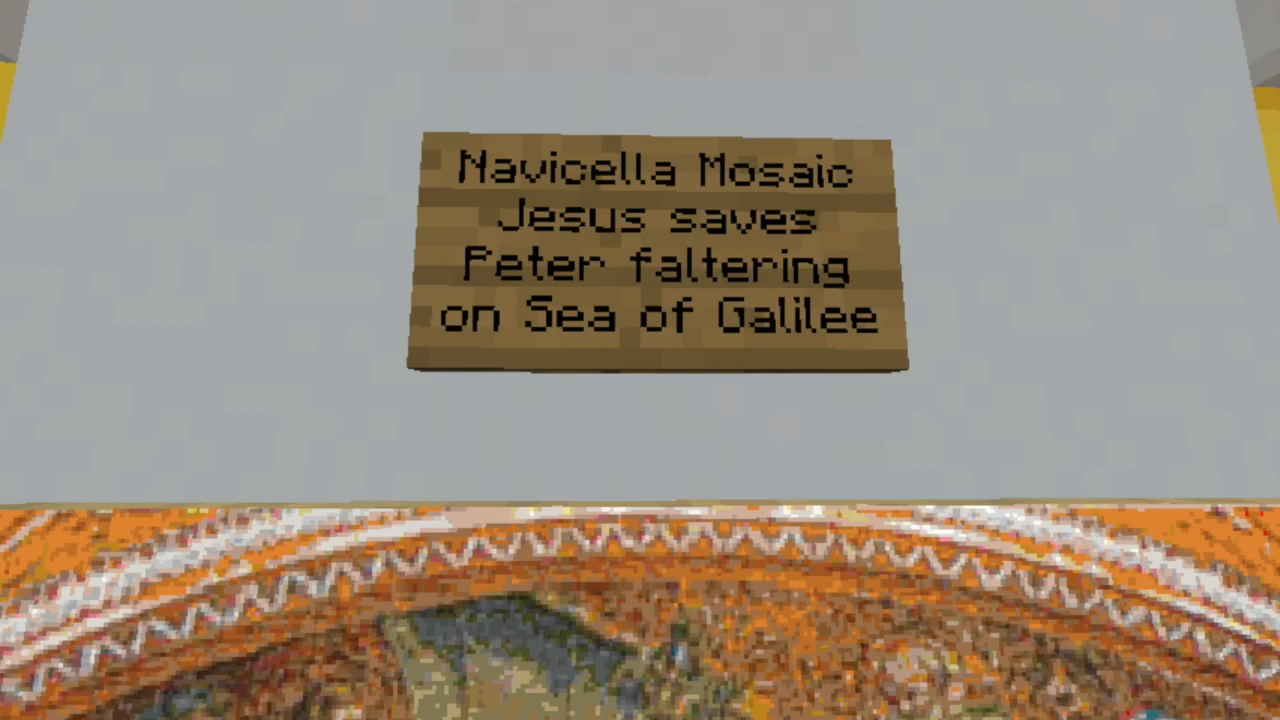 Navicella Mosaic
Jesus saves
Peter faltering
on Sea of Galilee